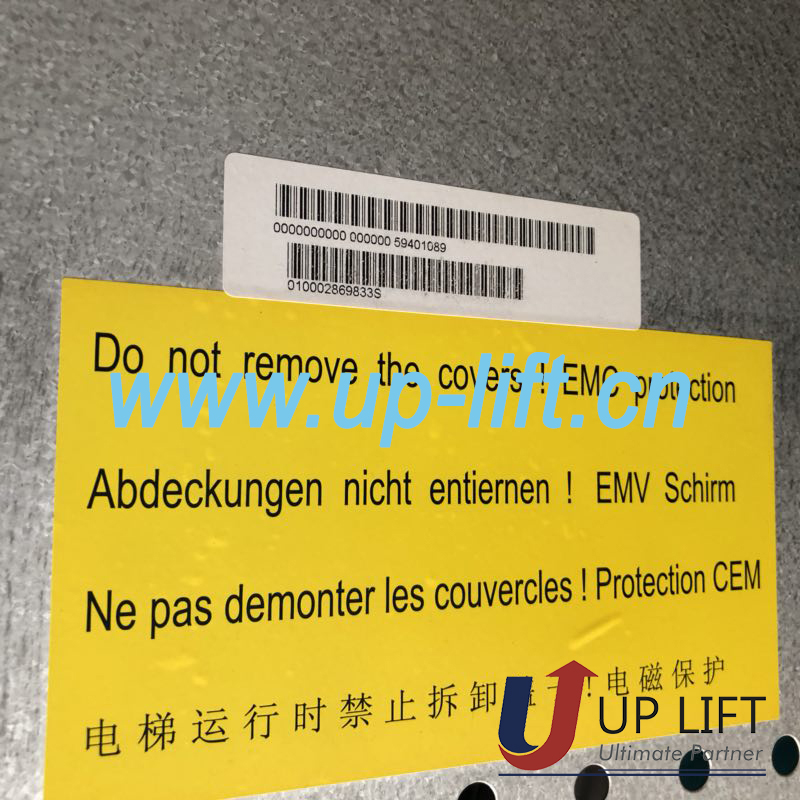 0000000000 000000 59401089
010002869833S
Do not remove the covers ! EMC protection
www.up-lift.cn
Abdeckungen nicht entiernen ! EMV Schirm
Ne pas demonter les couvercles ! Protection CEM
电梯运行时禁止拆卸 ! 电磁保护
UP LIFT
Ultimate Partner